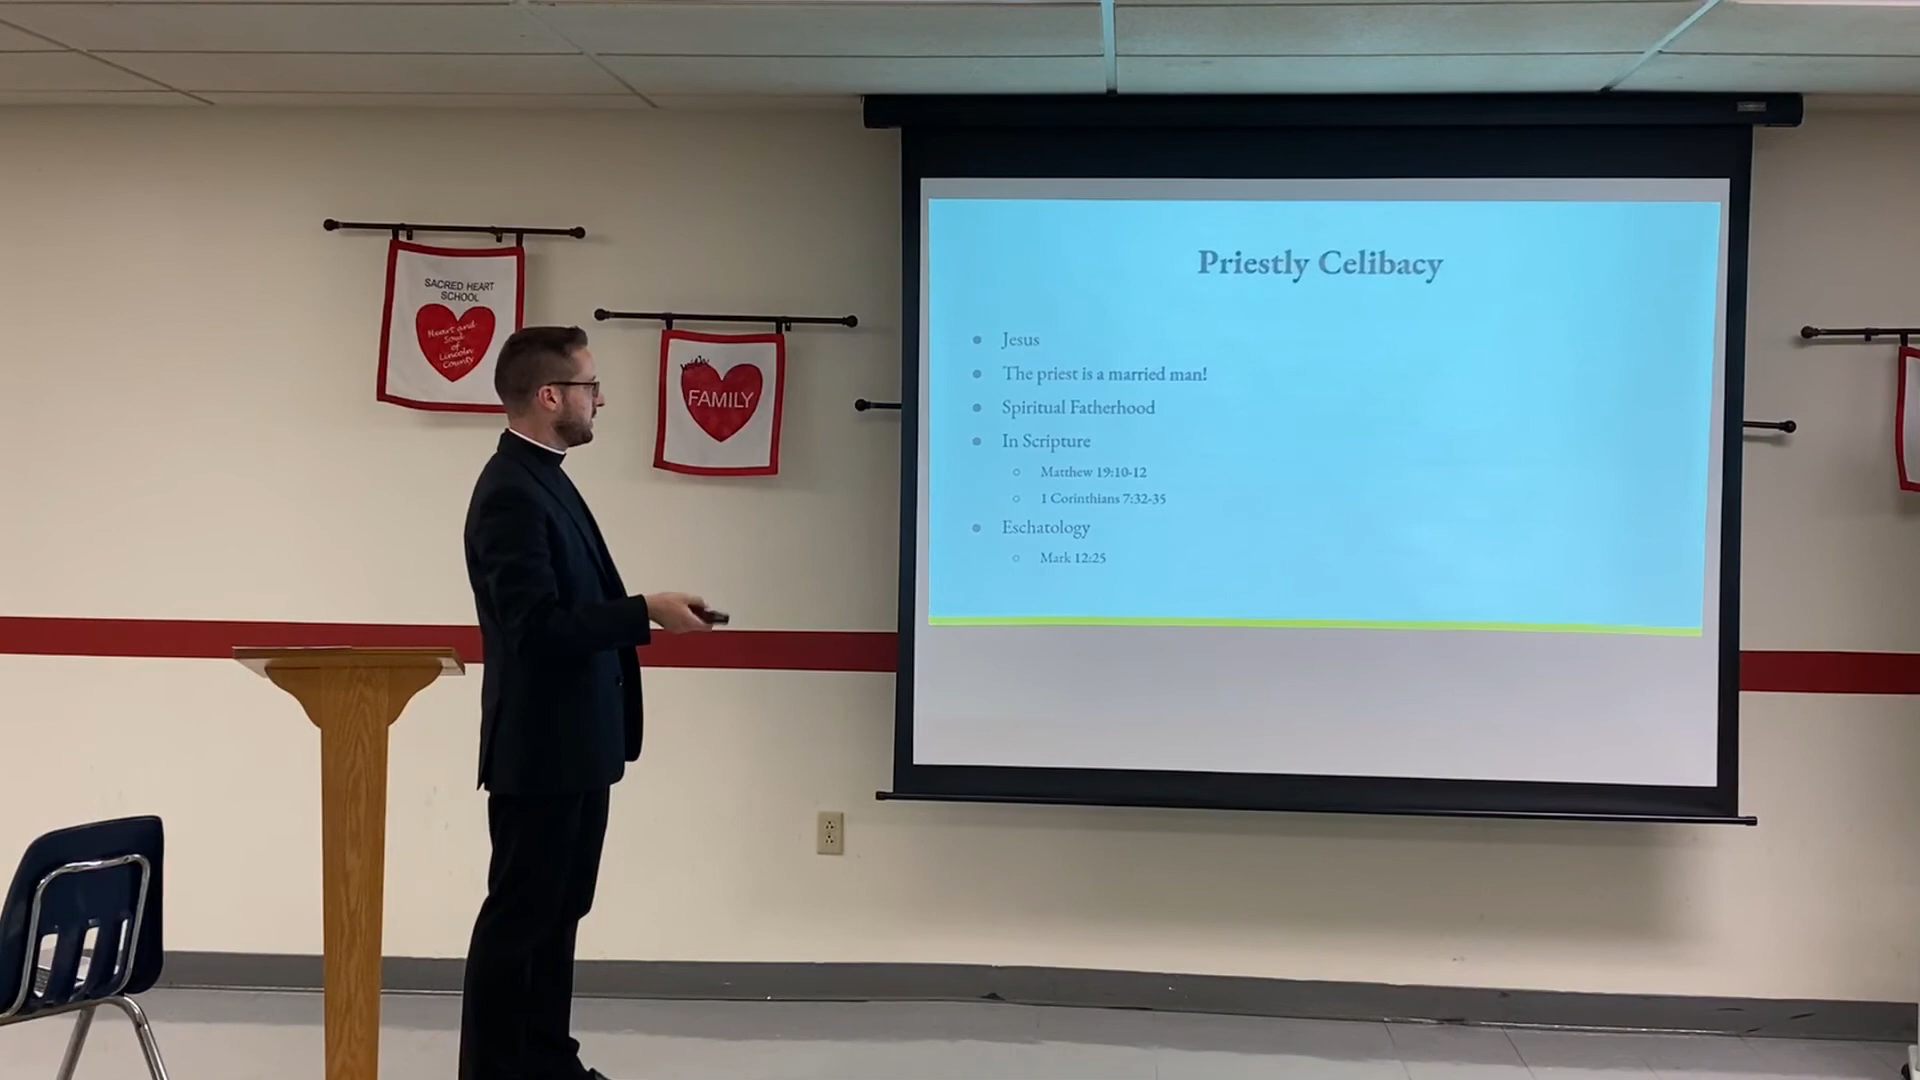 SACRED HEART
SCHOOL
Heart and
Soul
of
Lincoln
County
FAMILY
Priestly Celibacy
Jesus
The priest is a married man!
Spiritual Fatherhood
In Scripture
Matthew 19:10-12
1 Corinthians 7:32-35
Eschatology
Mark 12:25